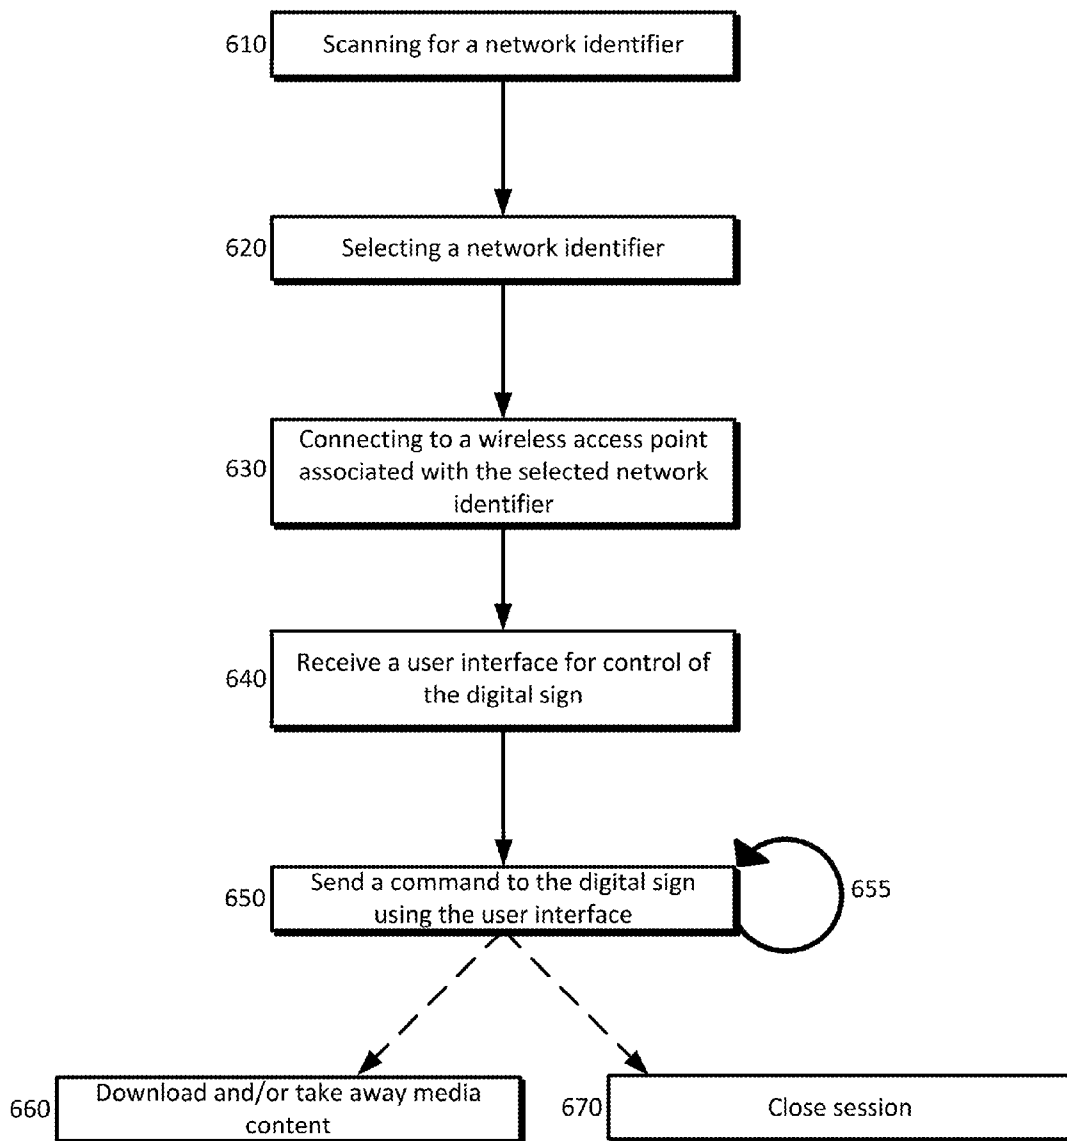 610
Scanning for a network identifier
620
Selecting a network identifier
630
Connecting to a wireless access point
associated with the selected network
identifier
640
Receive a user interface for control of
the digital sign
650
Send a command to the digital sign
using the user interface
655
660
Download and/or take away media
content
670
Close session